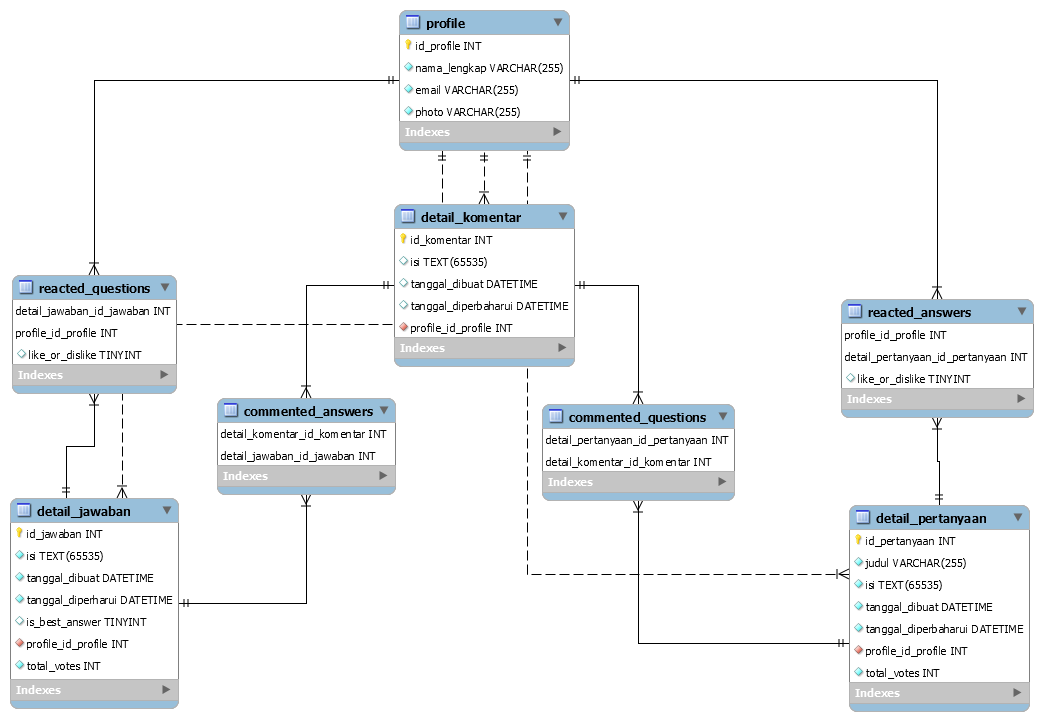 profile
id_profile INT
nama_lengkap VARCHAR(255)
email VARCHAR(255)
photo VARCHAR(255)
Indexes
detail_komentar
id_komentar INT
isi TEXT(65535)
tanggal_dibuat DATETIME
tanggal_diperbaharui DATETIME
profile_id_profile INT
Indexes
reacted_questions
detail_jawaban_id_jawaban INT
profile_id_profile INT
like_or_dislike TINYINT
Indexes
reacted_answers
profile_id_profile INT
detail_pertanyaan_id_pertanyaan INT
like_or_dislike TINYINT
Indexes
commented_answers
detail_komentar_id_komentar INT
detail_jawaban_id_jawaban INT
Indexes
commented_questions
detail_pertanyaan_id_pertanyaan INT
detail_komentar_id_komentar INT
Indexes
detail_jawaban
id_jawaban INT
isi TEXT(65535)
tanggal_dibuat DATETIME
tanggal_diperharui DATETIME
is_best_answer TINYINT
profile_id_profile INT
total_votes INT
Indexes
detail_pertanyaan
id_pertanyaan INT
judul VARCHAR(255)
isi TEXT(65535)
tanggal_dibuat DATETIME
tanggal_diperbaharui DATETIME
profile_id_profile INT
total_votes INT
Indexes